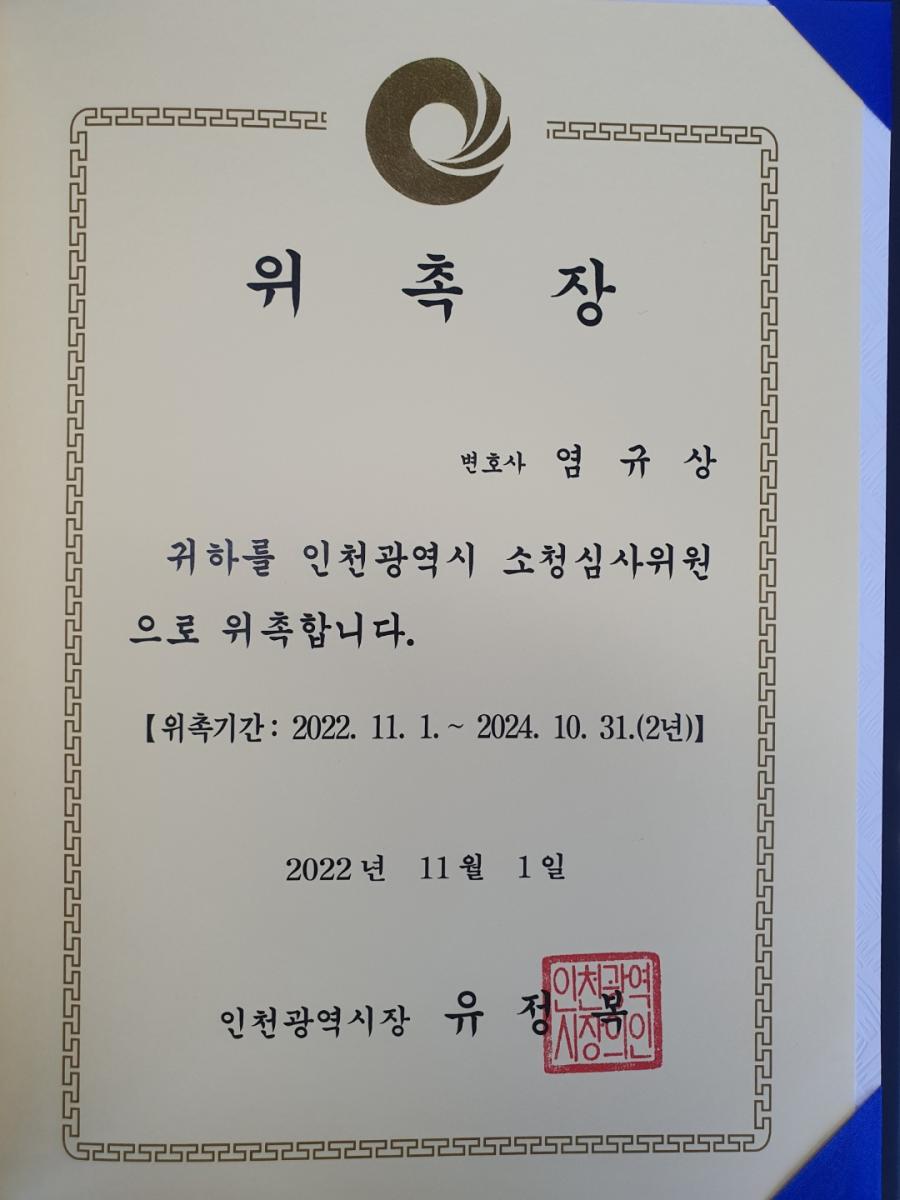 위 촉 장
변호사 염 규 상
귀하를 인천광역시 소청심사위원
으로 위촉합니다.
【위촉기간: 2022. 11. 1. ~ 2024. 10. 31.(2년)】
2022년 11월 1일
인천광역시장 유 정 복
인천광역
시장의인